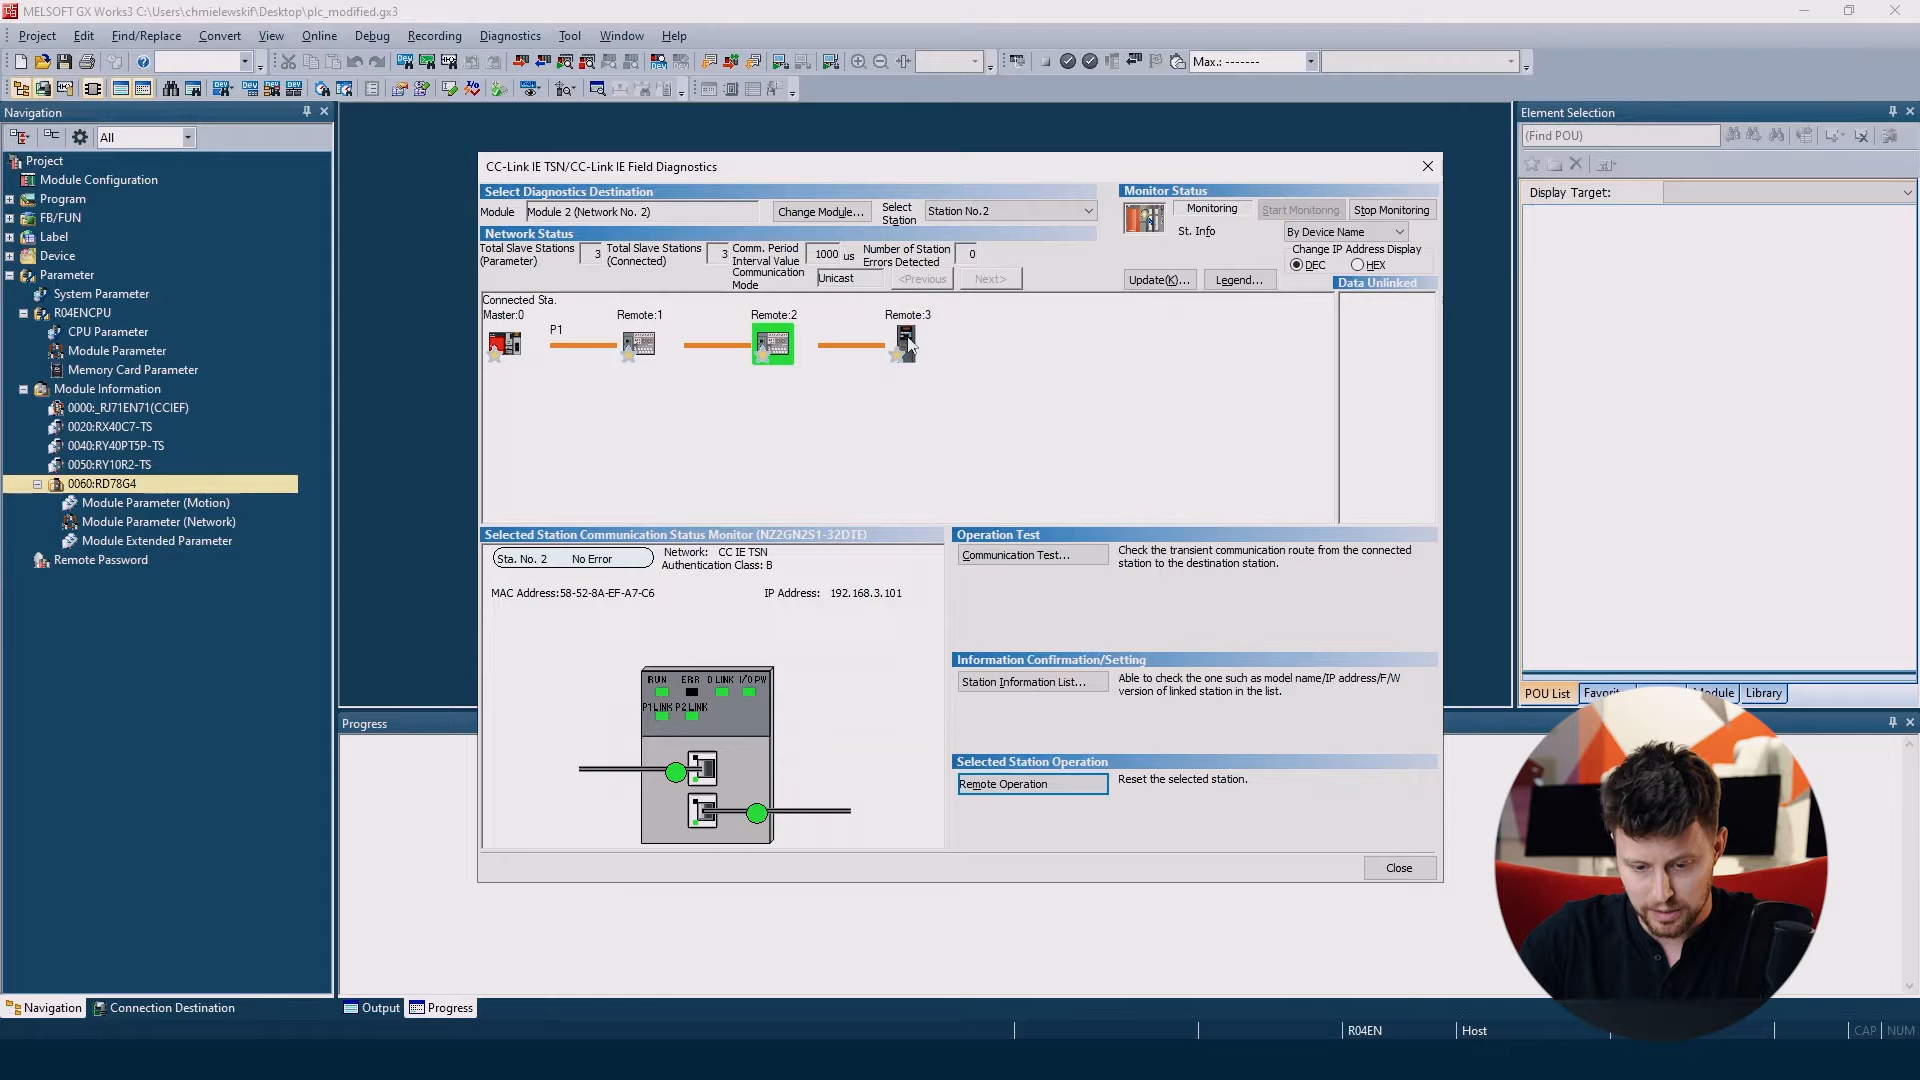 MELSOFT GX Works3 C:\Users\chmielewskif\Desktop\plc_modified.gx3
Project Edit Find/Replace Convert View Online Debug Recording Diagnostics Tool Window Help
Max.: -------
Navigation
All
Project
Module Configuration
Program
FB/FUN
Label
Device
Parameter
System Parameter
R04ENCPU
CPU Parameter
Module Parameter
Memory Card Parameter
Module Information
0000:_RJ71EN71(CCIEF)
0020:RX40C7-TS
0040:RY40PT5P-TS
0050:RY10R2-TS
0060:RD78G4
Module Parameter (Motion)
Module Parameter (Network)
Module Extended Parameter
Remote Password
Navigation Connection Destination
CC-Link IE TSN/CC-Link IE Field Diagnostics
Select Diagnostics Destination
Module Module 2 (Network No. 2) Change Module... Select Station Station No.2
Monitor Status
Monitoring Start Monitoring Stop Monitoring
St. Info By Device Name
Change IP Address Display
DEC HEX
Network Status
Total Slave Stations (Parameter) 3 Total Slave Stations (Connected) 3 Comm. Period Interval Value 1000 us Number of Station Errors Detected 0
Communication Mode Unicast <Previous Next>
Update(K)... Legend...
Data Unlinked
Connected Sta.
Master:0 Remote:1 Remote:2 Remote:3
P1
Selected Station Communication Status Monitor (NZ2GN2S1-32DTE)
Sta. No. 2 No Error
Network: CC IE TSN
Authentication Class: B
MAC Address:58-52-8A-EF-A7-C6 IP Address: 192.168.3.101
RUN ERR D LINK I/O PW
P1 LINK P2 LINK
Operation Test
Communication Test... Check the transient communication route from the connected station to the destination station.
Information Confirmation/Setting
Station Information List... Able to check the one such as model name/IP address/F/W version of linked station in the list.
Selected Station Operation
Remote Operation Reset the selected station.
Close
Progress
Output Progress
Element Selection
(Find POU)
Display Target:
POU List Favorit Module Library
R04EN Host CAP NUM